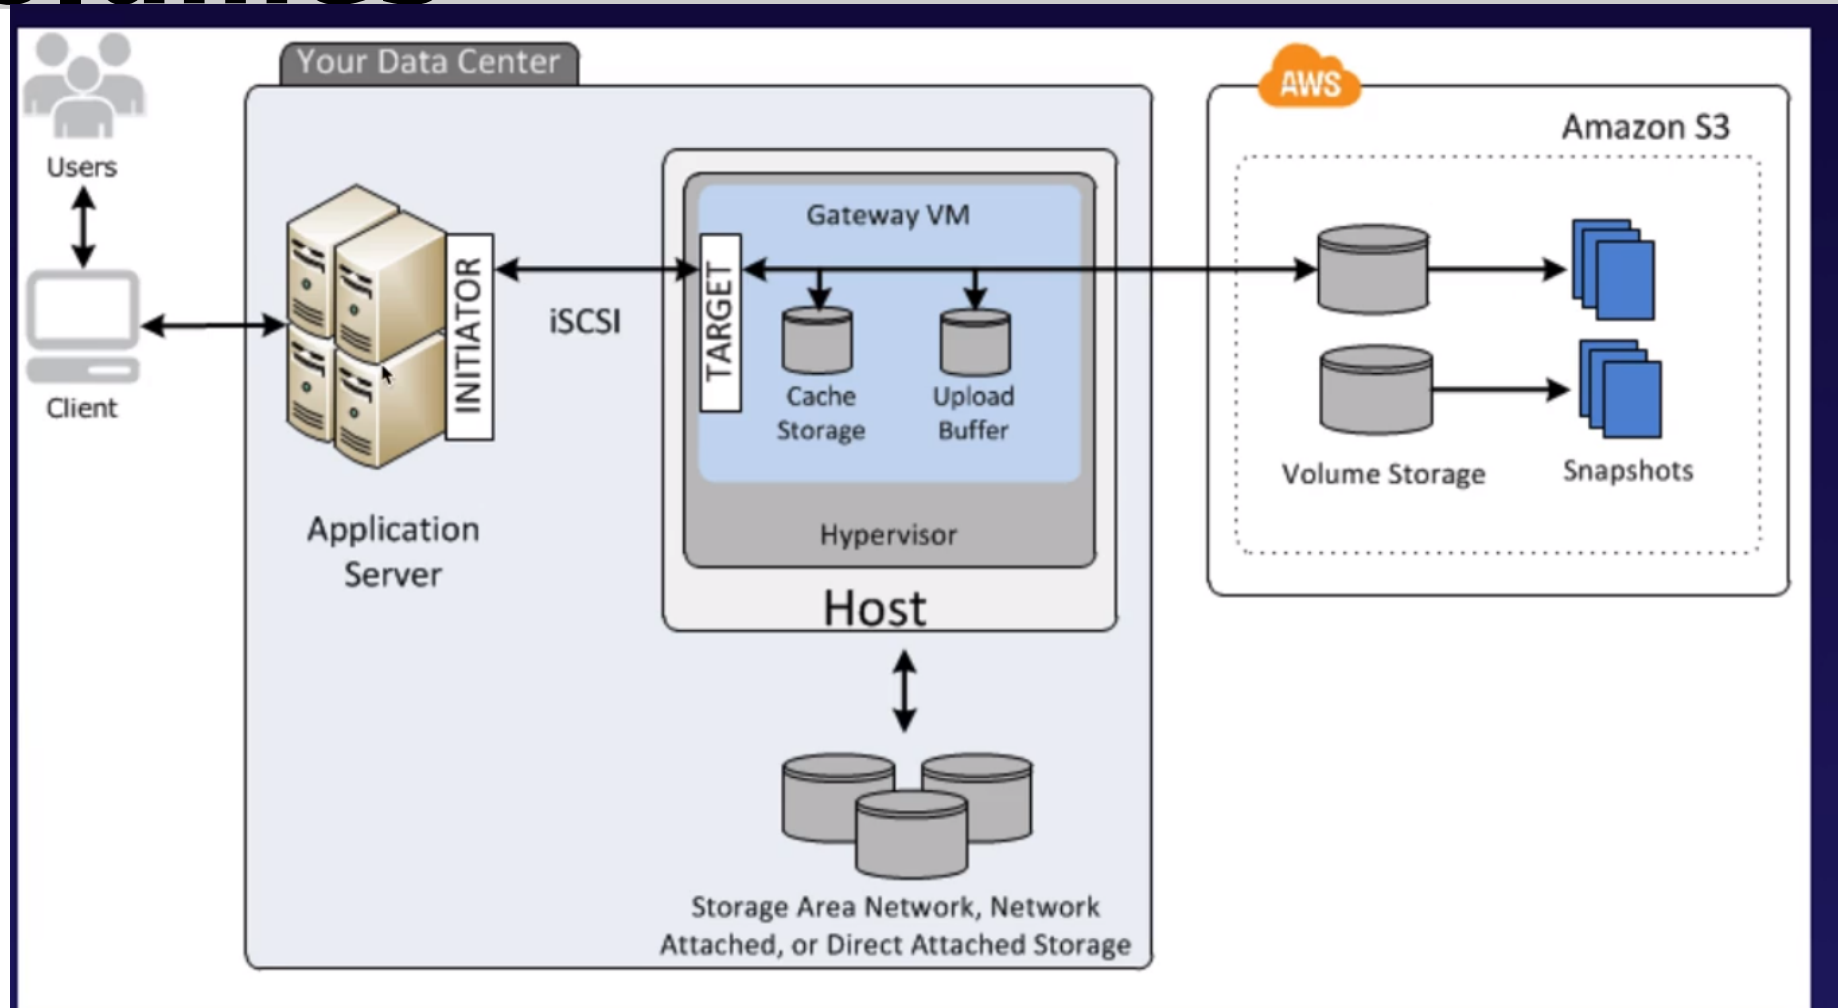 Your Data Center
AWS
Amazon S3
Users
Gateway VM
INITIATOR
iSCSI
TARGET
Cache
Storage
Upload
Buffer
Client
Volume Storage
Snapshots
Application
Server
Hypervisor
Host
Storage Area Network, Network
Attached, or Direct Attached Storage